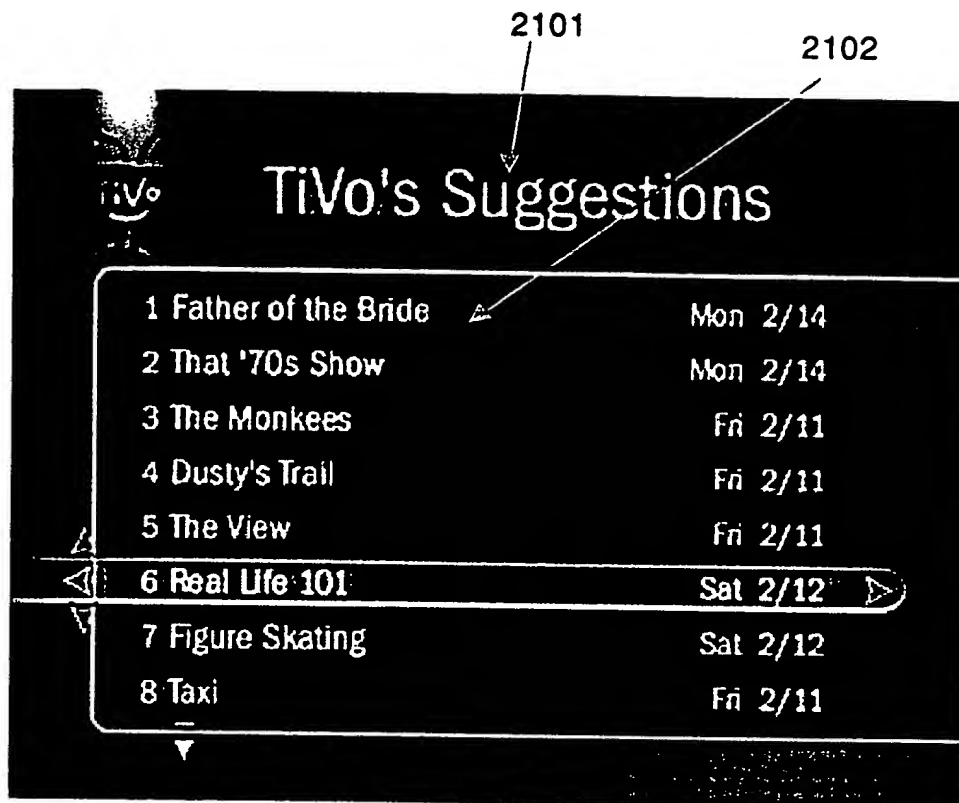 2101
2102
TiVo
TiVo's Suggestions
1 Father of the Bride Mon 2/14
2 That '70s Show Mon 2/14
3 The Monkees Fri 2/11
4 Dusty's Trail Fri 2/11
5 The View Fri 2/11
6 Real Life 101 Sat 2/12
7 Figure Skating Sat 2/12
8 Taxi Fri 2/11